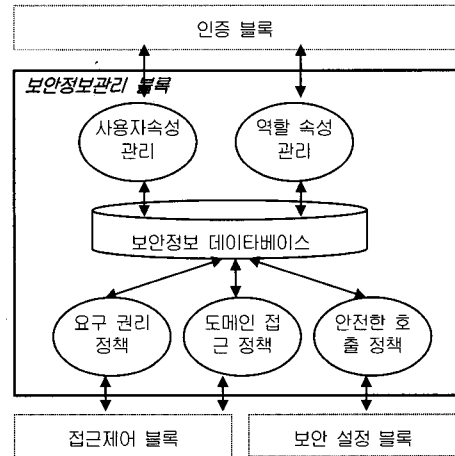 인증 블록
보안정보관리 블록
사용자속성
관리
역할 속성
관리
보안정보 데이타베이스
요구 권리
정책
도메인 접
근 정책
안전한 호
출 정책
접근제어 블록
보안 설정 블록